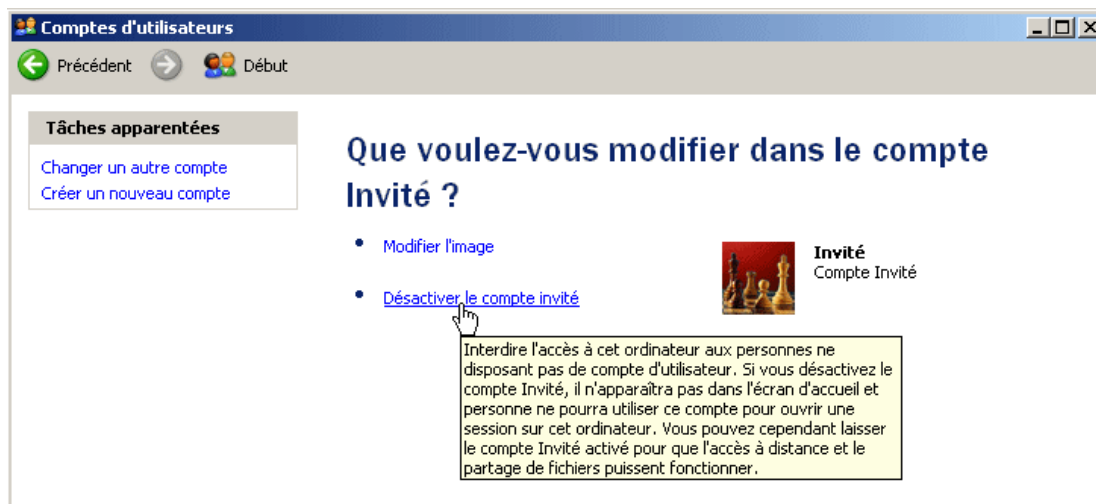 Comptes d'utilisateurs
Précédent
Début
Tâches apparentées
Changer un autre compte
Créer un nouveau compte
Que voulez-vous modifier dans le compte
Invité ?
Modifier l'image
Désactiver le compte invité
Invité
Compte Invité
Interdire l'accès à cet ordinateur aux personnes ne
disposant pas de compte d'utilisateur. Si vous désactivez le
compte Invité, il n'apparaîtra pas dans l'écran d'accueil et
personne ne pourra utiliser ce compte pour ouvrir une
session sur cet ordinateur. Vous pouvez cependant laisser
le compte Invité activé pour que l'accès à distance et le
partage de fichiers puissent fonctionner.